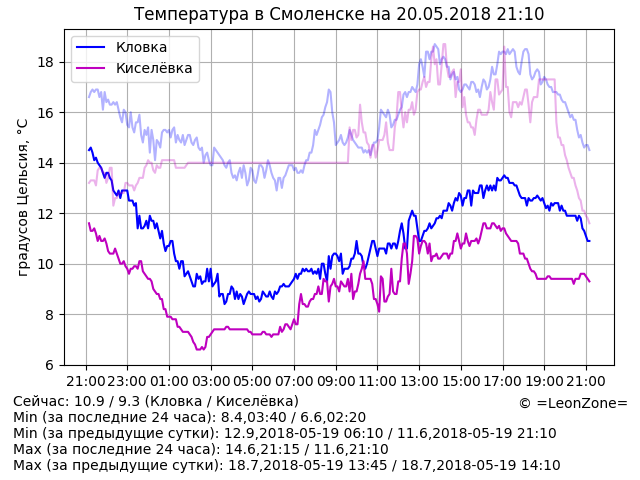 Температура в Смоленске на 20.05.2018 21:10
Кловка
Киселёвка
градусов Цельсия, °C
18
16
14
12
10
8
6
21:00 23:00 01:00 03:00 05:00 07:00 09:00 11:00 13:00 15:00 17:00 19:00 21:00
Сейчас: 10.9 / 9.3 (Кловка / Киселёвка)
© =LeonZone=
Min (за последние 24 часа): 8.4,03:40 / 6.6,02:20
Min (за предыдущие сутки): 12.9,2018-05-19 06:10 / 11.6,2018-05-19 21:10
Max (за последние 24 часа): 14.6,21:15 / 11.6,21:10
Max (за предыдущие сутки): 18.7,2018-05-19 13:45 / 18.7,2018-05-19 14:10